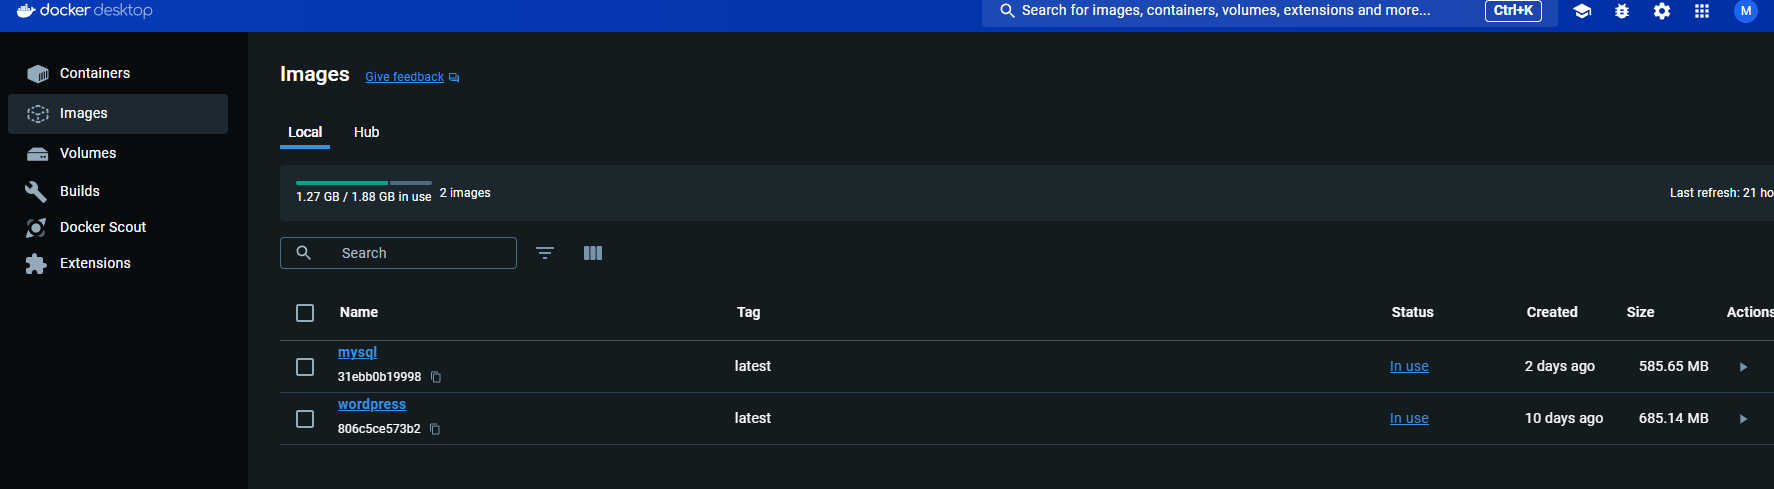 docker desktop
Search for images, containers, volumes, extensions and more...
Ctrl+K
M
Containers
Images
Volumes
Builds
Docker Scout
Extensions
Images
Give feedback
Local
Hub
1.27 GB / 1.88 GB in use
2 images
Last refresh: 21 ho
Search
Name Tag Status Created Size Actions
mysql
31ebb0b19998
latest In use 2 days ago 585.65 MB
wordpress
806c5ce573b2
latest In use 10 days ago 685.14 MB